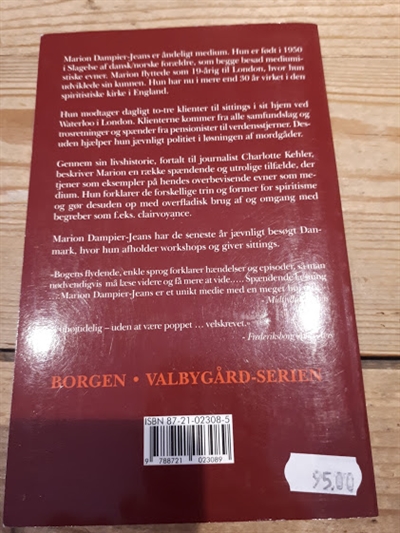 Marion Dampier-Jeans er åndeligt medium. Hun er født i 1950
i Slagelse af dansk/norske forældre, som begge besad mediumi-
stiske evner. Marion flyttede som 19-årig til London, hvor hun
udviklede sin kunnen. Hun har nu i mere end 30 år virket i den
spiritistiske kirke i England.
Hun modtager dagligt to-tre klienter til sittings i sit hjem ved
Waterloo i London. Klienterne kommer fra alle samfundslag og
trosretninger og spænder fra pensionister til verdensstjerner. Des-
uden hjælper hun jævnligt politiet i løsningen af mordgåder.
Gennem sin livshistorie, fortalt til journalist Charlotte Kehler,
beskriver Marion en række spændende og utrolige tilfælde, der
tjener som eksempler på hendes overbevisende evner som me-
dium. Hun forklarer de forskellige trin og former for spiritisme
og gør desuden op med overfladisk brug af og omgang med
begreber som f.eks. clairvoyance.
Marion Dampier-Jeans har de seneste år jævnligt besøgt Dan-
mark, hvor hun afholder workshops og giver sittings.
»Bogens flydende, enkle sprog forklarer hændelser og episoder, så man
nødvendigvis må læse videre og få mere at vide.... Spændende læsning
... Marion Dampier-Jeans er et unikt medie med en meget
– uden at være poppet ... velskrevet.«
- Frederiksborg
BORGEN • VALBYGÅRD-SERIEN
ISBN 87-21-02308-5
9 788721 023089
95.00